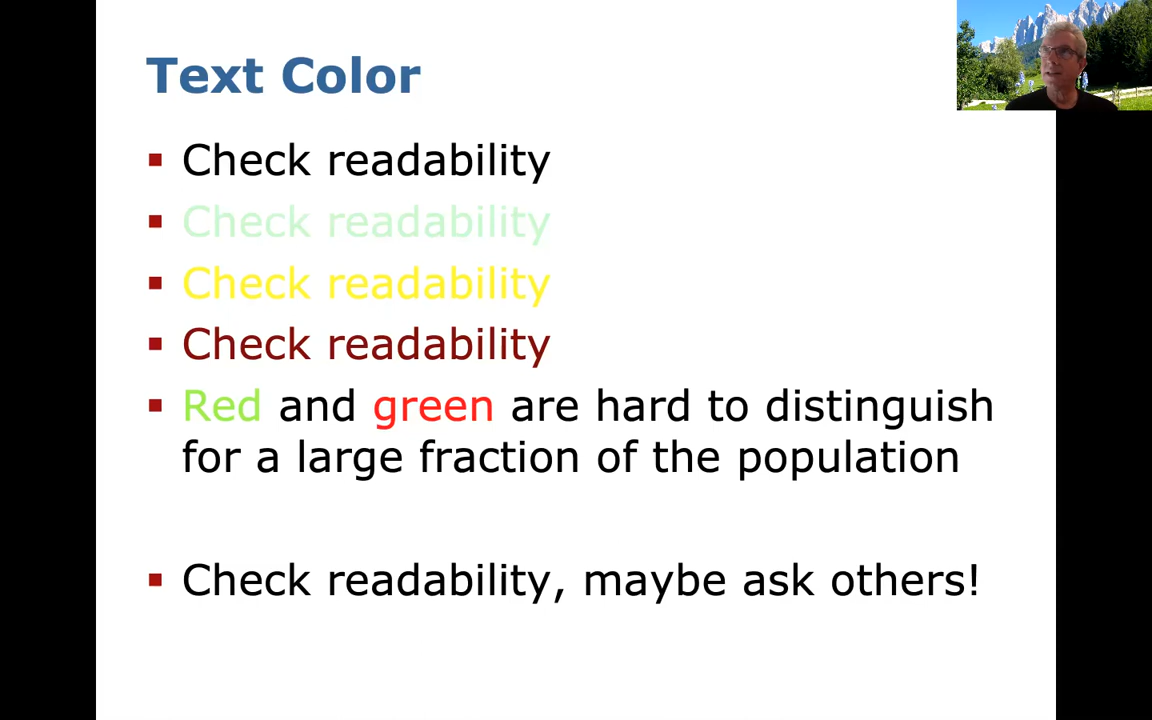 Text Color
▪ Check readability
▪ Check readability
▪ Check readability
▪ Check readability
▪ Red and green are hard to distinguish
for a large fraction of the population
▪ Check readability, maybe ask others!